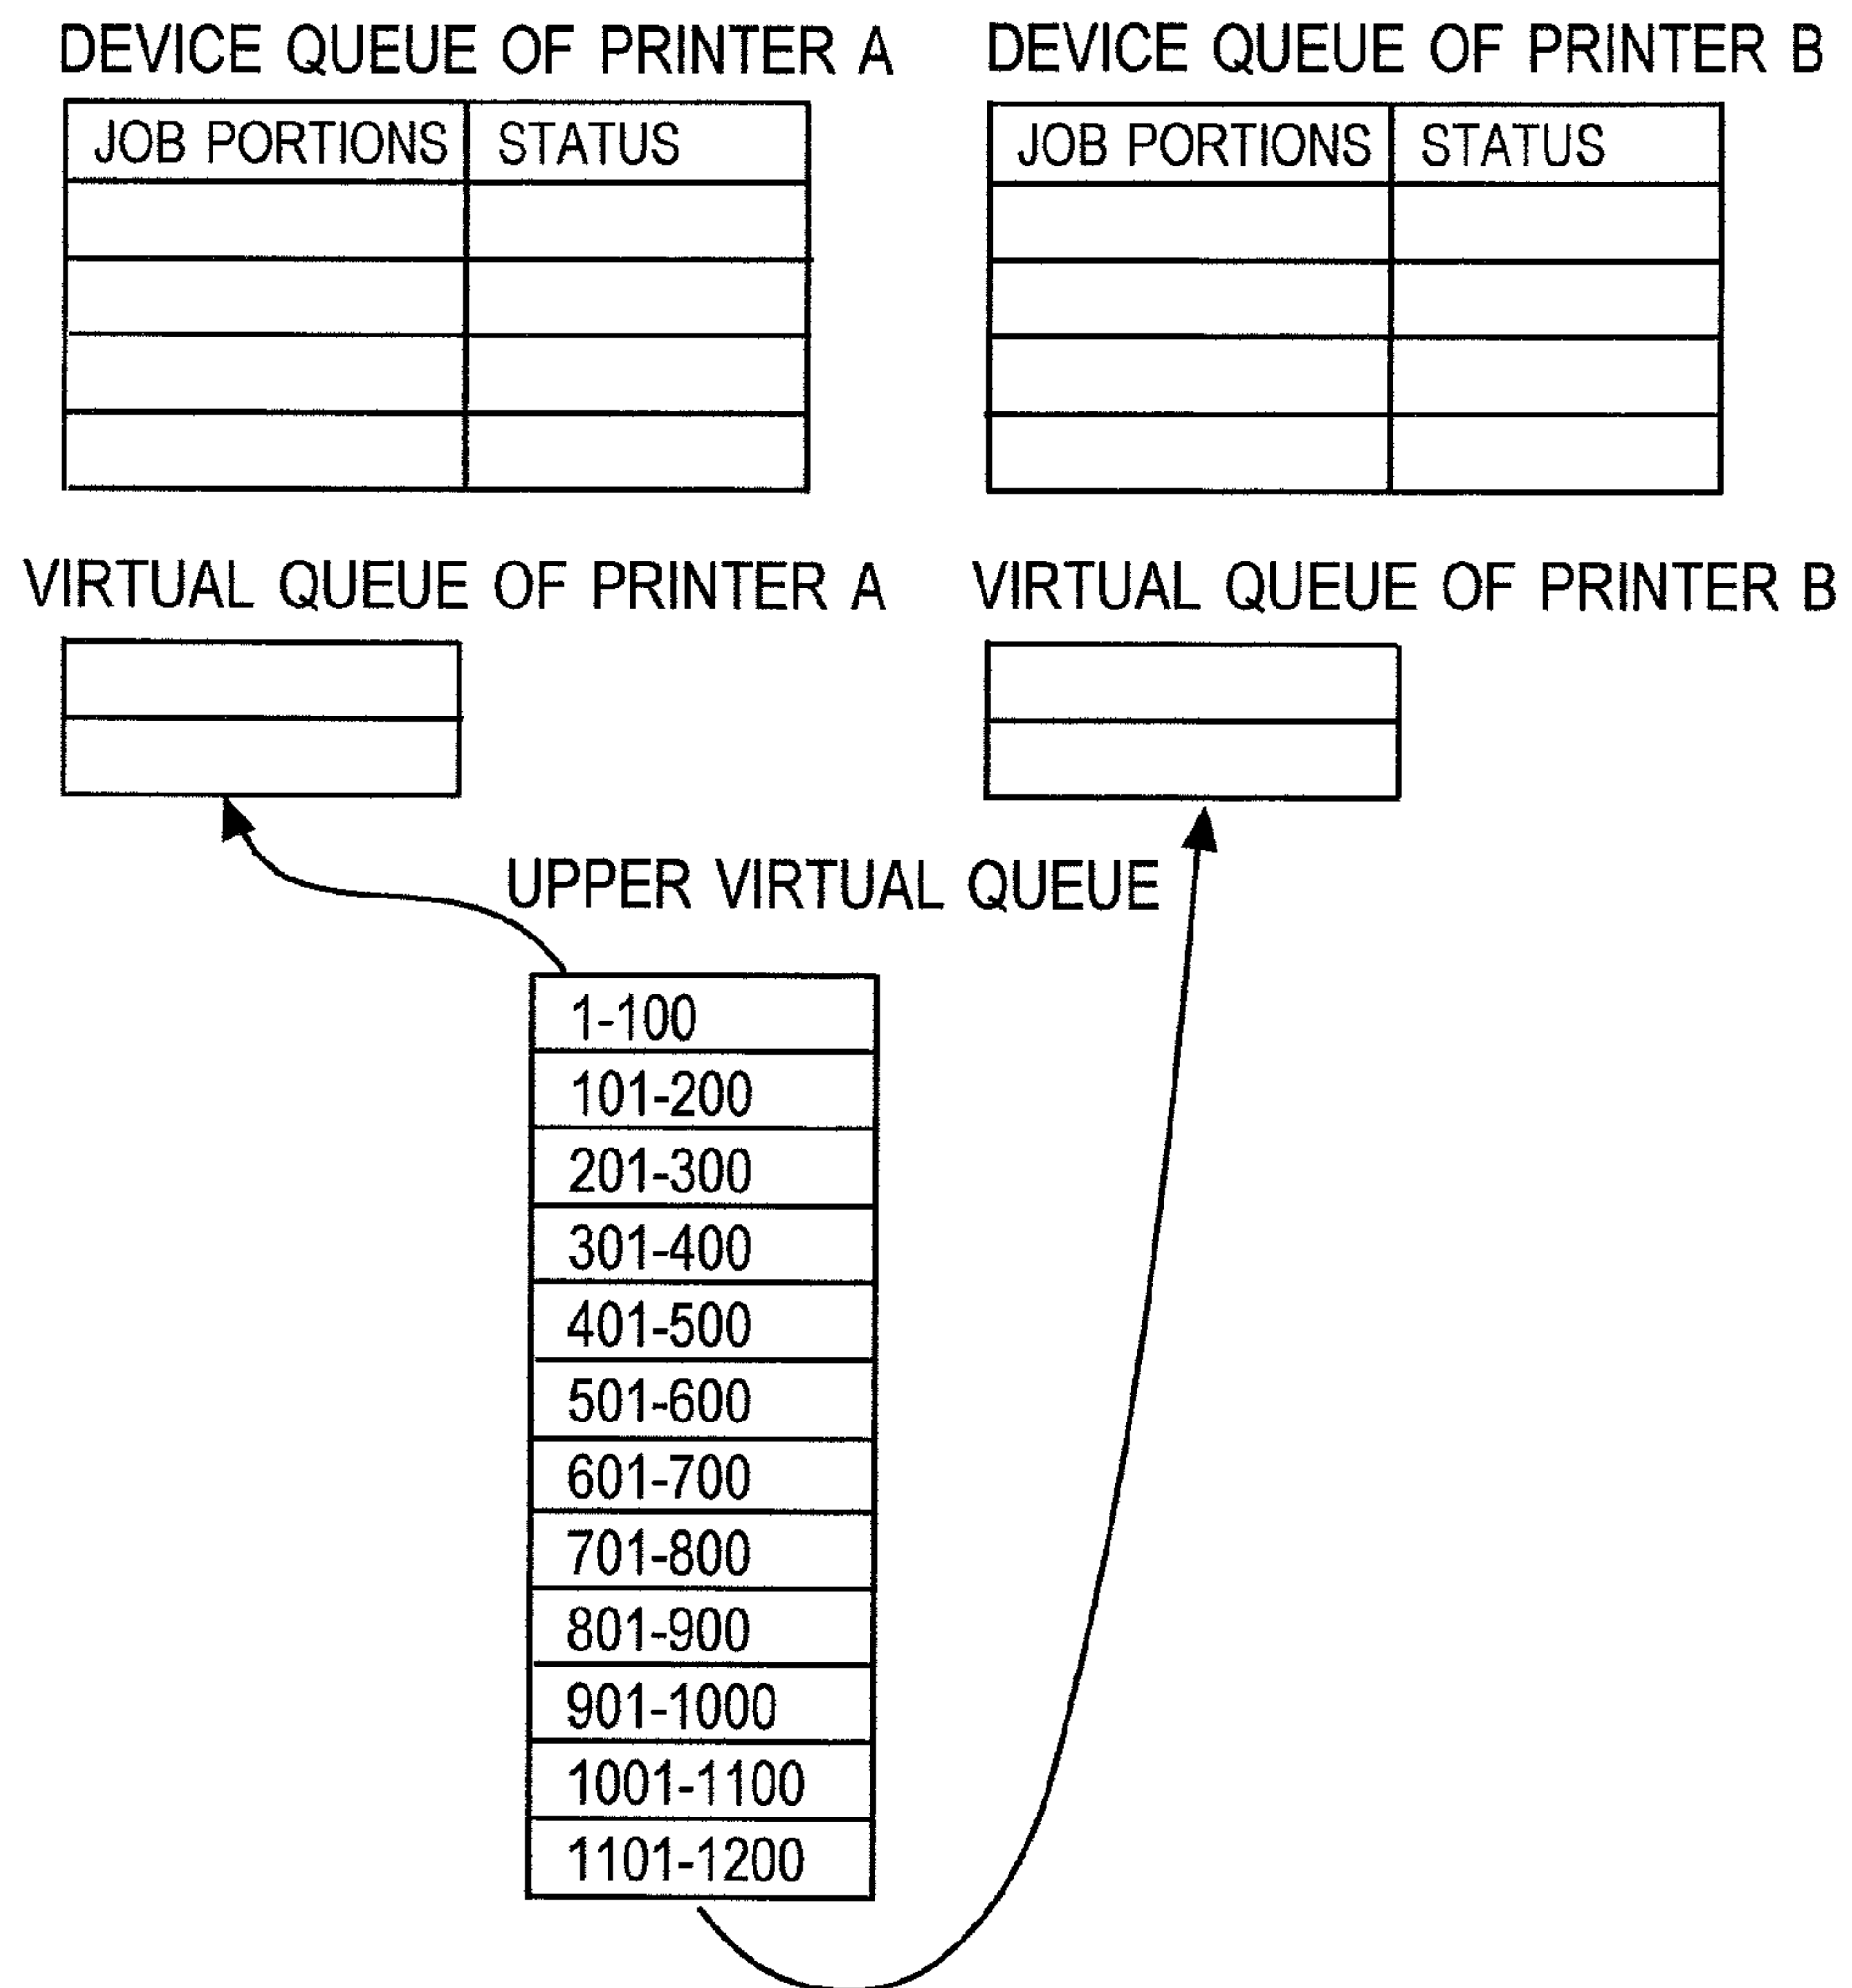 DEVICE QUEUE OF PRINTER A
JOB PORTIONS STATUS
DEVICE QUEUE OF PRINTER B
JOB PORTIONS STATUS
VIRTUAL QUEUE OF PRINTER A
VIRTUAL QUEUE OF PRINTER B
UPPER VIRTUAL QUEUE
1-100
101-200
201-300
301-400
401-500
501-600
601-700
701-800
801-900
901-1000
1001-1100
1101-1200